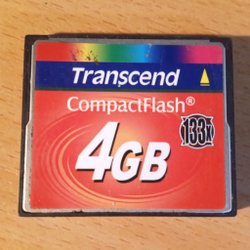 Transcend
CompactFlash®
133x
4GB